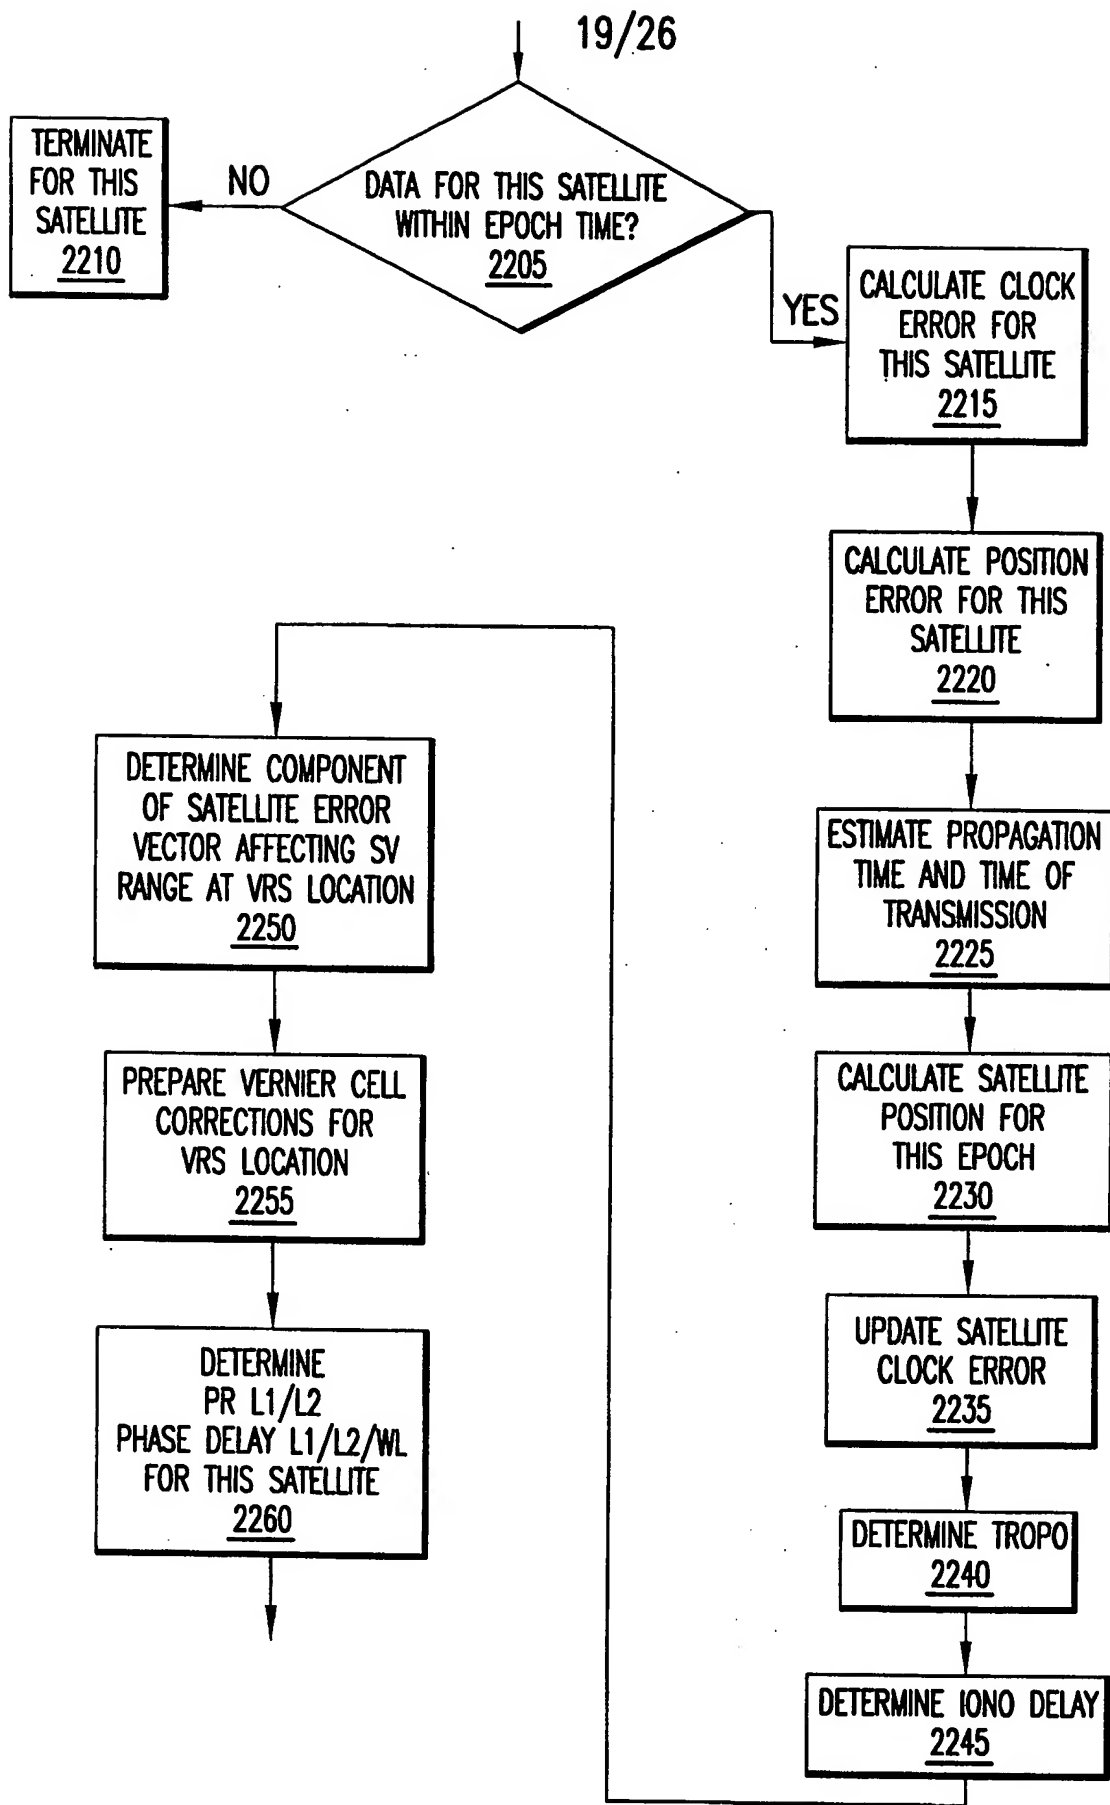 19/26
DATA FOR THIS SATELLITE
WITHIN EPOCH TIME?
2205
NO
TERMINATE
FOR THIS
SATELLITE
2210
YES
CALCULATE CLOCK
ERROR FOR
THIS SATELLITE
2215
CALCULATE POSITION
ERROR FOR THIS
SATELLITE
2220
ESTIMATE PROPAGATION
TIME AND TIME OF
TRANSMISSION
2225
CALCULATE SATELLITE
POSITION FOR
THIS EPOCH
2230
UPDATE SATELLITE
CLOCK ERROR
2235
DETERMINE TROPO
2240
DETERMINE IONO DELAY
2245
DETERMINE COMPONENT
OF SATELLITE ERROR
VECTOR AFFECTING SV
RANGE AT VRS LOCATION
2250
PREPARE VERNIER CELL
CORRECTIONS FOR
VRS LOCATION
2255
DETERMINE
PR L1/L2
PHASE DELAY L1/L2/WL
FOR THIS SATELLITE
2260